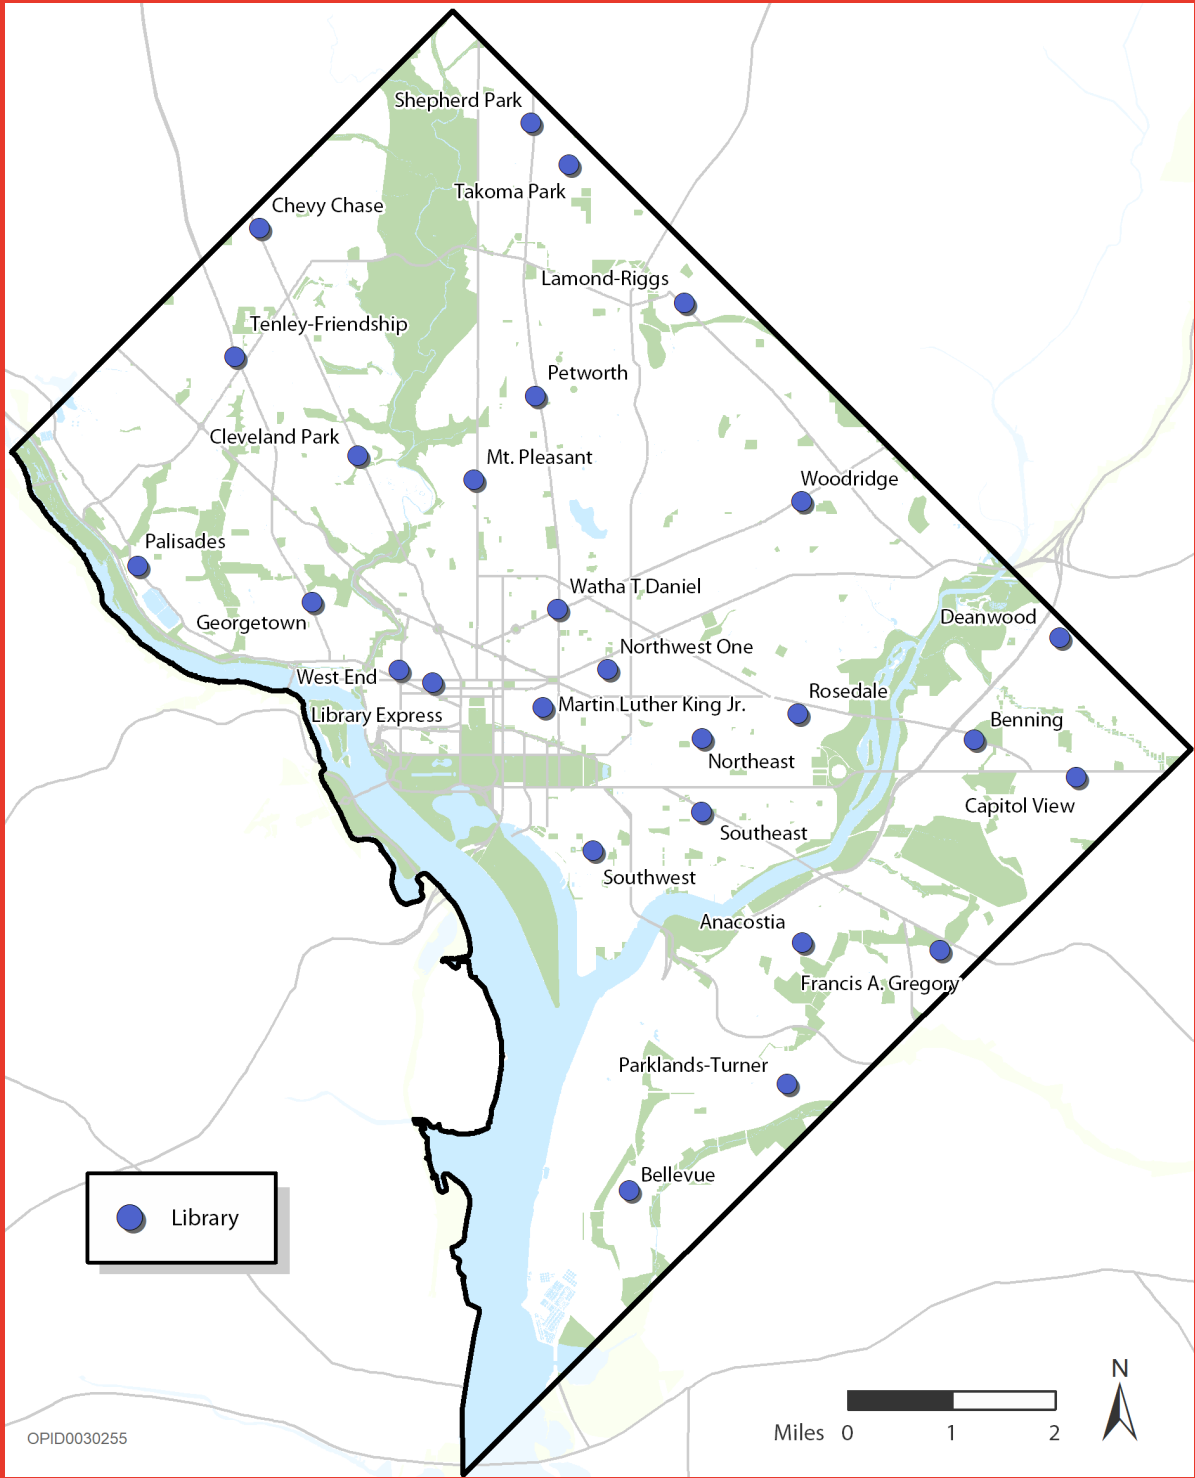 Shepherd Park
Takoma Park
Chevy Chase
Lamond-Riggs
Tenley-Friendship
Petworth
Cleveland Park
Mt. Pleasant
Woodridge
Palisades
Watha T Daniel
Georgetown
Deanwood
Northwest One
West End
Rosedale
Martin Luther King Jr.
Library Express
Benning
Northeast
Capitol View
Southeast
Southwest
Anacostia
Francis A. Gregory
Parklands-Turner
Bellevue
Library
N
Miles 0 1 2
OPID0030255